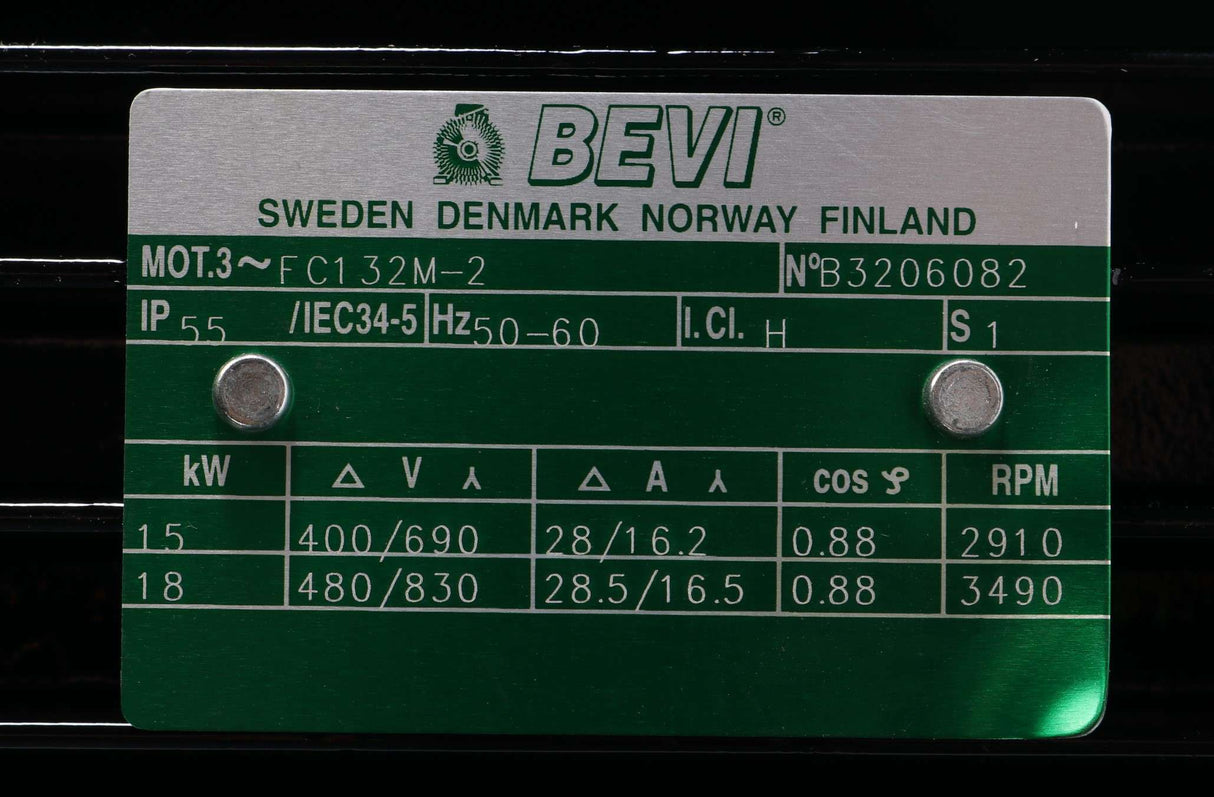 BEVI®
SWEDEN DENMARK NORWAY FINLAND
MOT.3~ FC132M-2 Nº B3206082
IP 55 /IEC34-5 Hz 50-60 I.Cl. H S 1
kW △ V ⅄ △ A ⅄ cos φ RPM
15 400/690 28/16.2 0.88 2910
18 480/830 28.5/16.5 0.88 3490